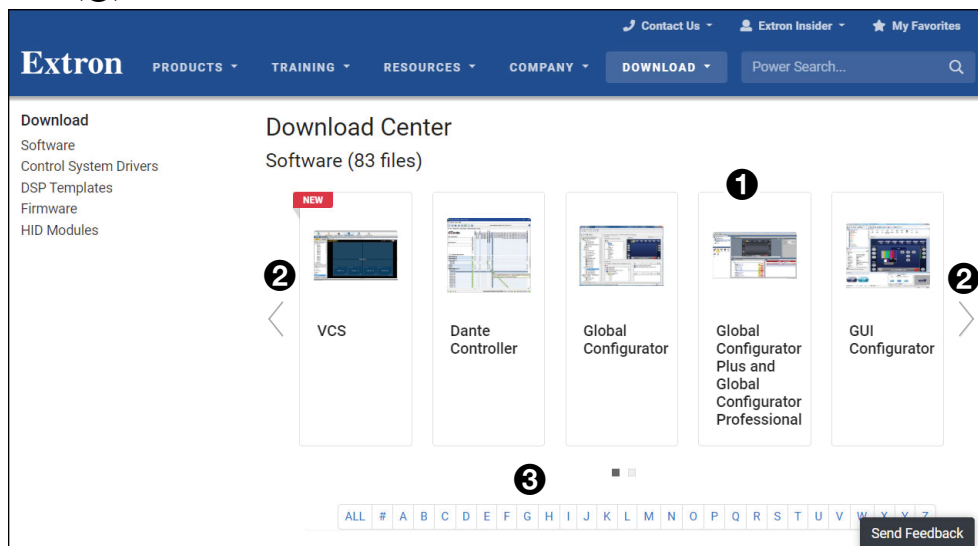 Contact Us
Extron Insider
My Favorites
Extron
PRODUCTS
TRAINING
RESOURCES
COMPANY
DOWNLOAD
Power Search...
Download
Software
Control System Drivers
DSP Templates
Firmware
HID Modules
Download Center
Software (83 files)
1
NEW
2
2
VCS
Dante
Controller
Global
Configurator
Global
Configurator
Plus and
Global
Configurator
Professional
GUI
Configurator
3
ALL # A B C D E F G H I J K L M N O P Q R S T U V W X Y Z
Send Feedback